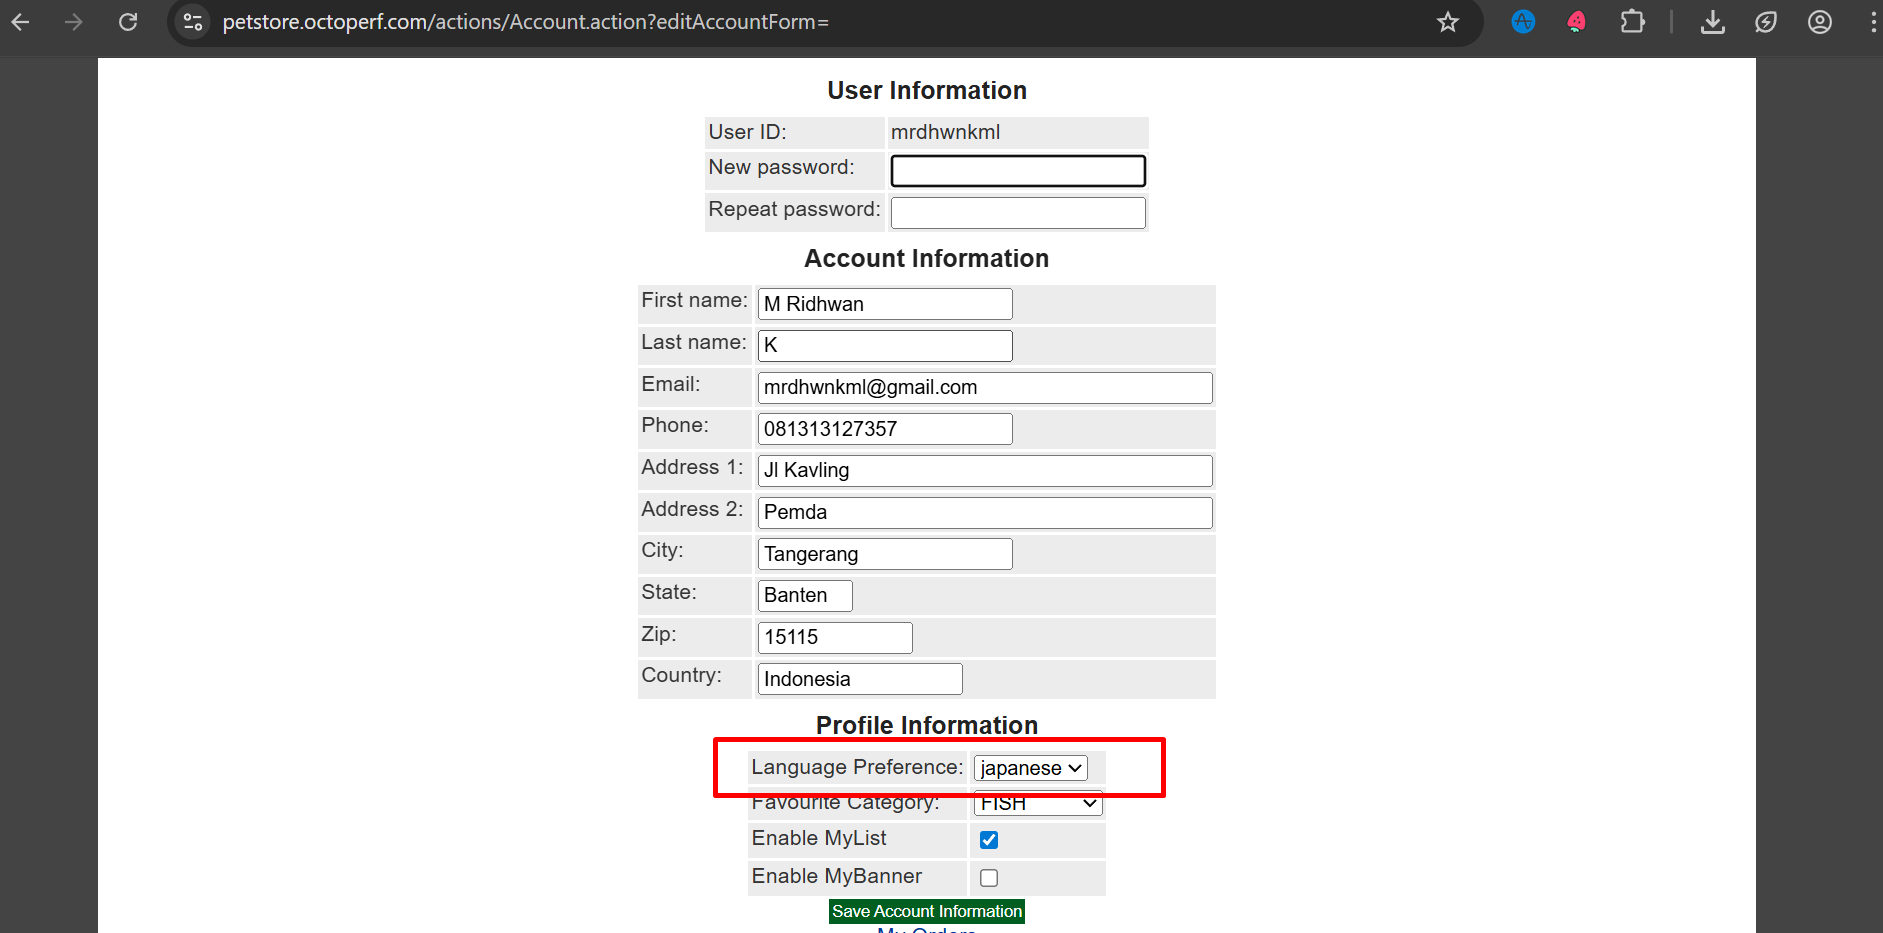 petstore.octoperf.com/actions/Account.action?editAccountForm=
User Information
User ID: mrdhwnkml
New password:
Repeat password:
Account Information
First name: M Ridhwan
Last name: K
Email: mrdhwnkml@gmail.com
Phone: 081313127357
Address 1: Jl Kavling
Address 2: Pemda
City: Tangerang
State: Banten
Zip: 15115
Country: Indonesia
Profile Information
Language Preference: japanese
Favourite Category: FISH
Enable MyList
Enable MyBanner
Save Account Information
My Orders